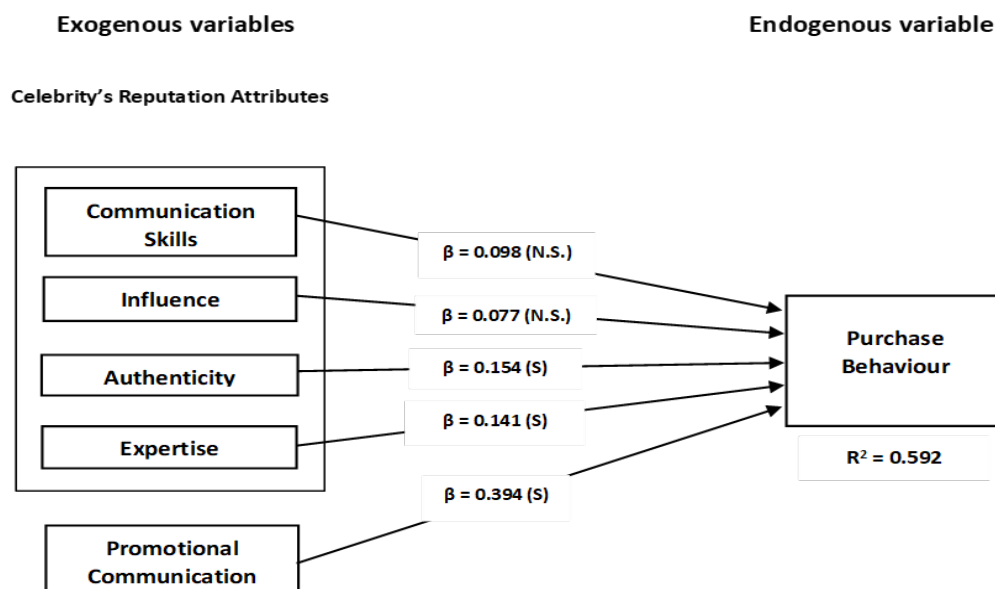 Exogenous variables
Endogenous variable
Celebrity’s Reputation Attributes
Communication
Skills
β = 0.098 (N.S.)
Influence
β = 0.077 (N.S.)
Purchase
Behaviour
Authenticity
β = 0.154 (S)
β = 0.141 (S)
Expertise
R² = 0.592
β = 0.394 (S)
Promotional
Communication